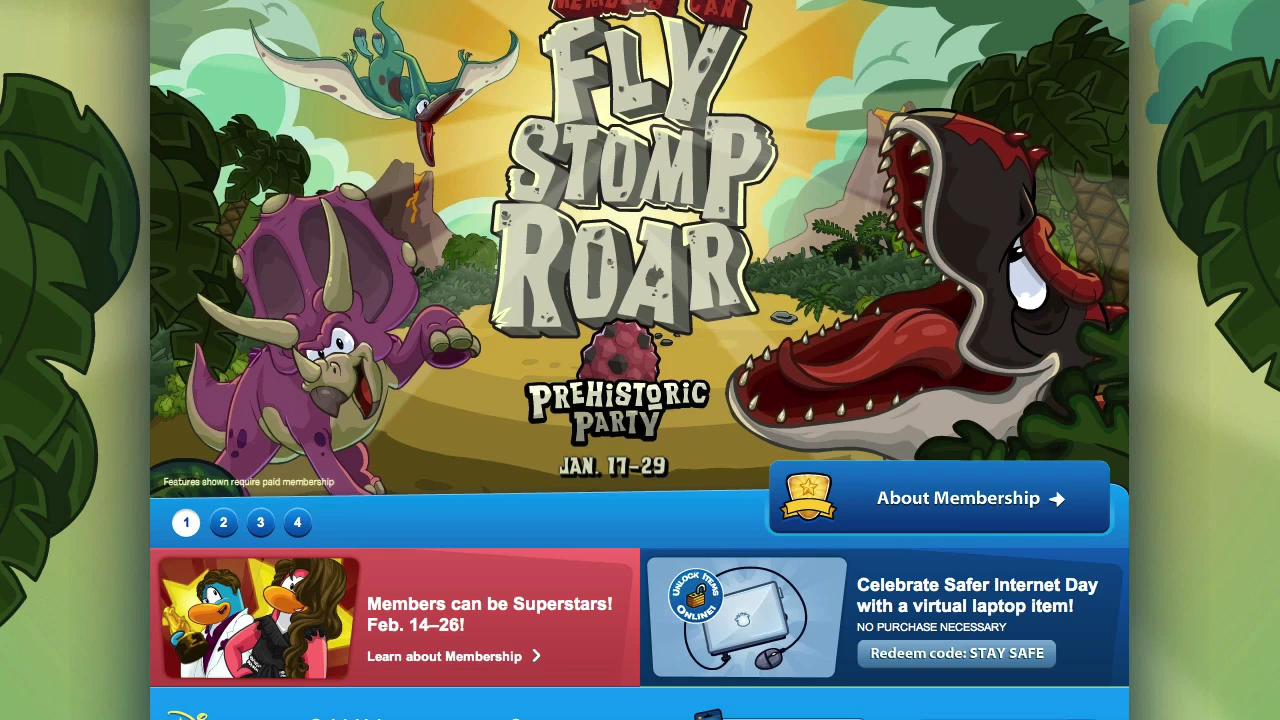 MEMBERS CAN
FLY
STOMP
ROAR
PREHISTORIC
PARTY
JAN. 17–29
Features shown require paid membership
About Membership
1 2 3 4
Members can be Superstars!
Feb. 14–26!
Learn about Membership
UNLOCK ITEMS
ONLINE!
Celebrate Safer Internet Day
with a virtual laptop item!
NO PURCHASE NECESSARY
Redeem code: STAY SAFE